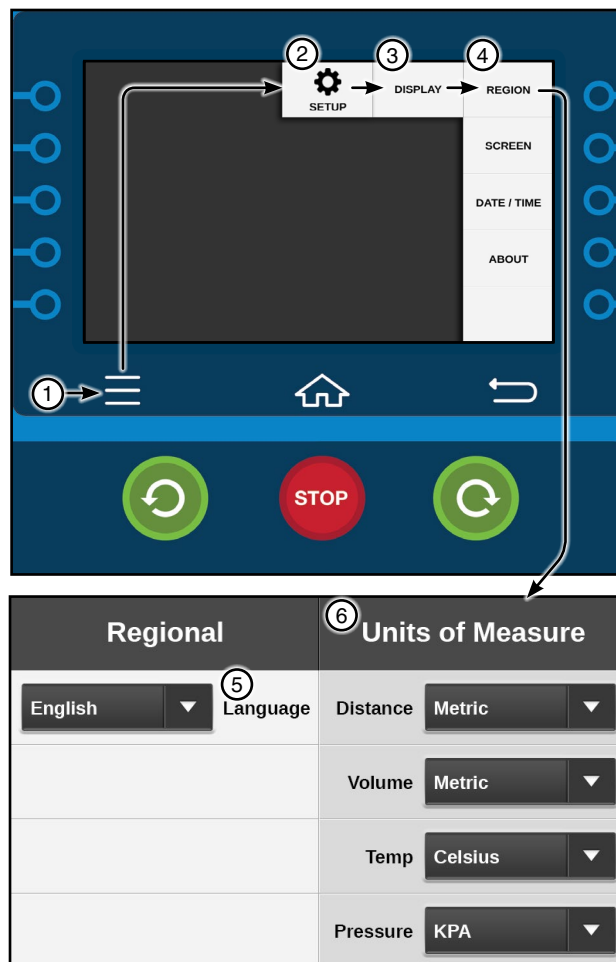 2 3 4
SETUP DISPLAY REGION
SCREEN
DATE / TIME
ABOUT
1
STOP
Regional 6 Units of Measure
5
English Language Distance Metric
Volume Metric
Temp Celsius
Pressure KPA